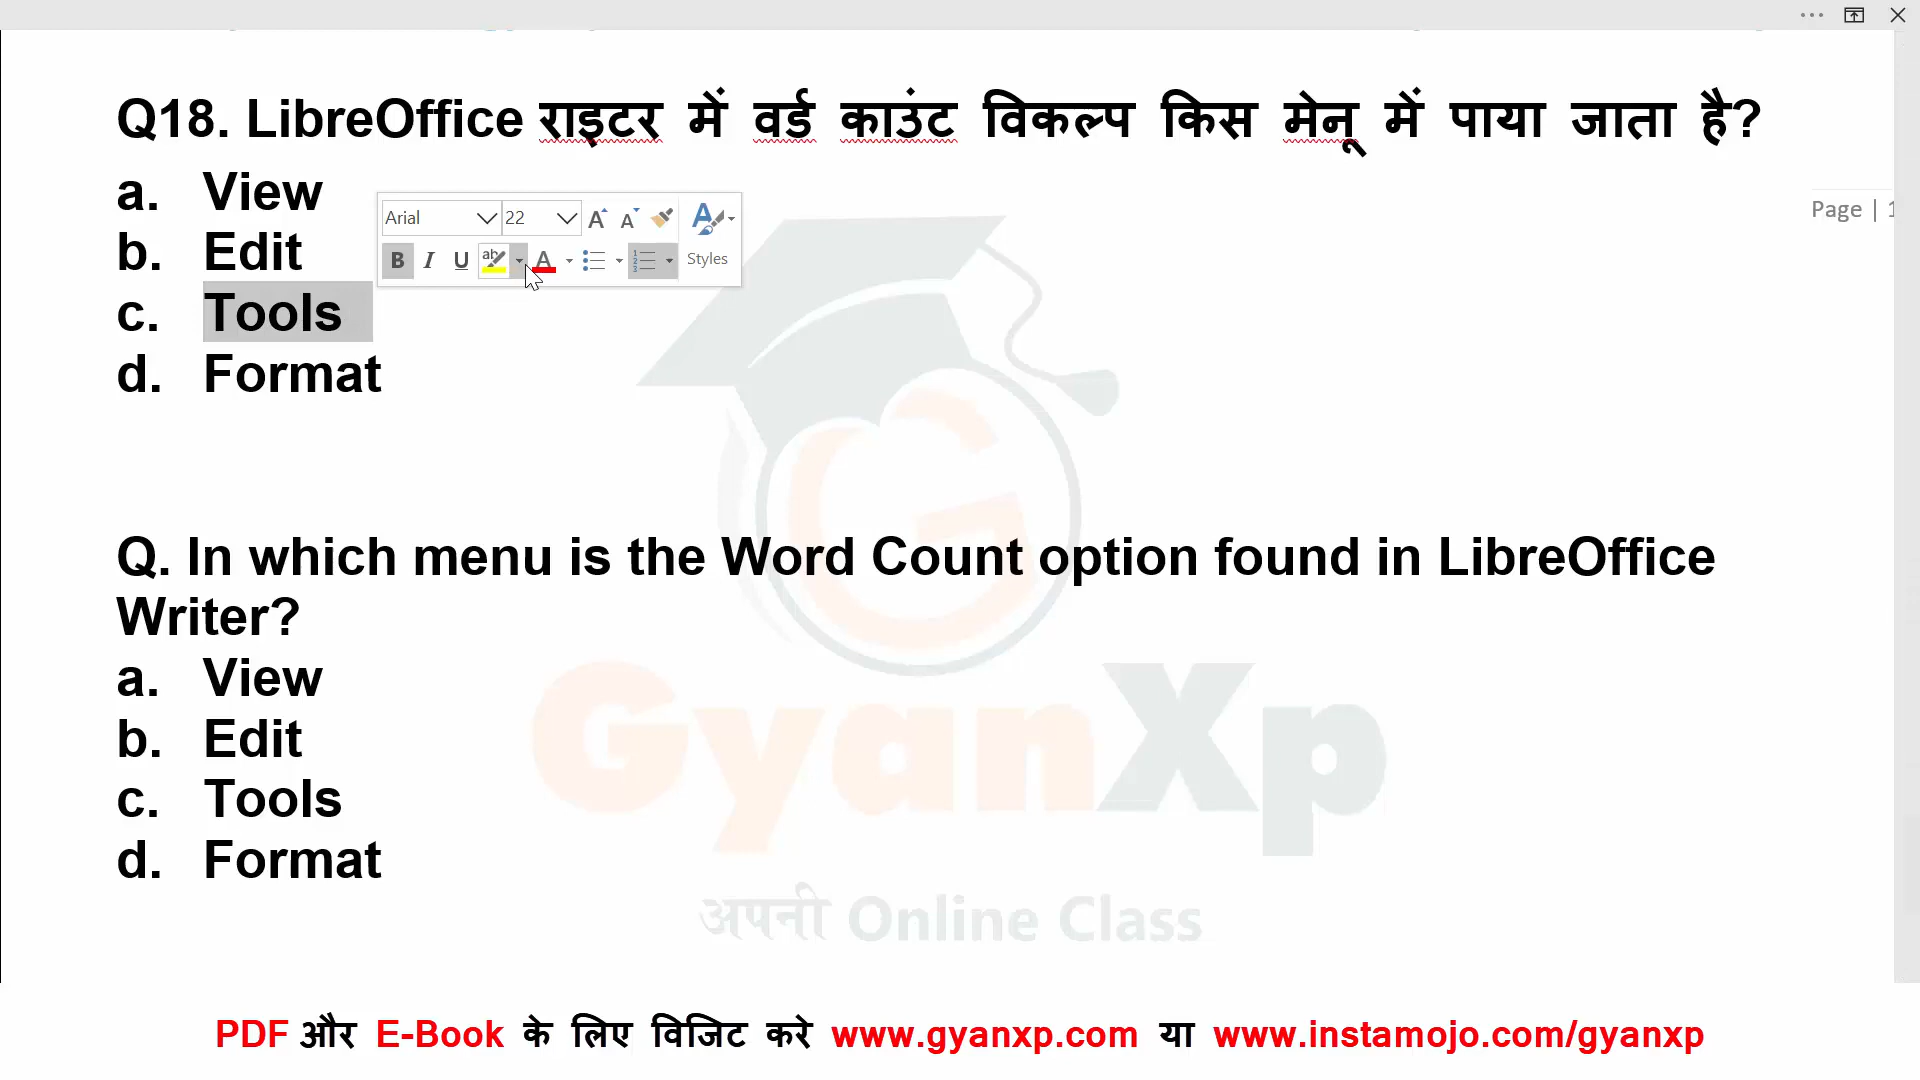 Q18. LibreOffice राइटर में वर्ड काउंट विकल्प किस मेनू में पाया जाता है?
a. View
Arial 22
Page | 1
b. Edit
B I U ab A Styles
c. Tools
d. Format
Q. In which menu is the Word Count option found in LibreOffice
Writer?
a. View
b. Edit
c. Tools
d. Format
GyanXp
अपनी Online Class
PDF और E-Book के लिए विजिट करे www.gyanxp.com या www.instamojo.com/gyanxp